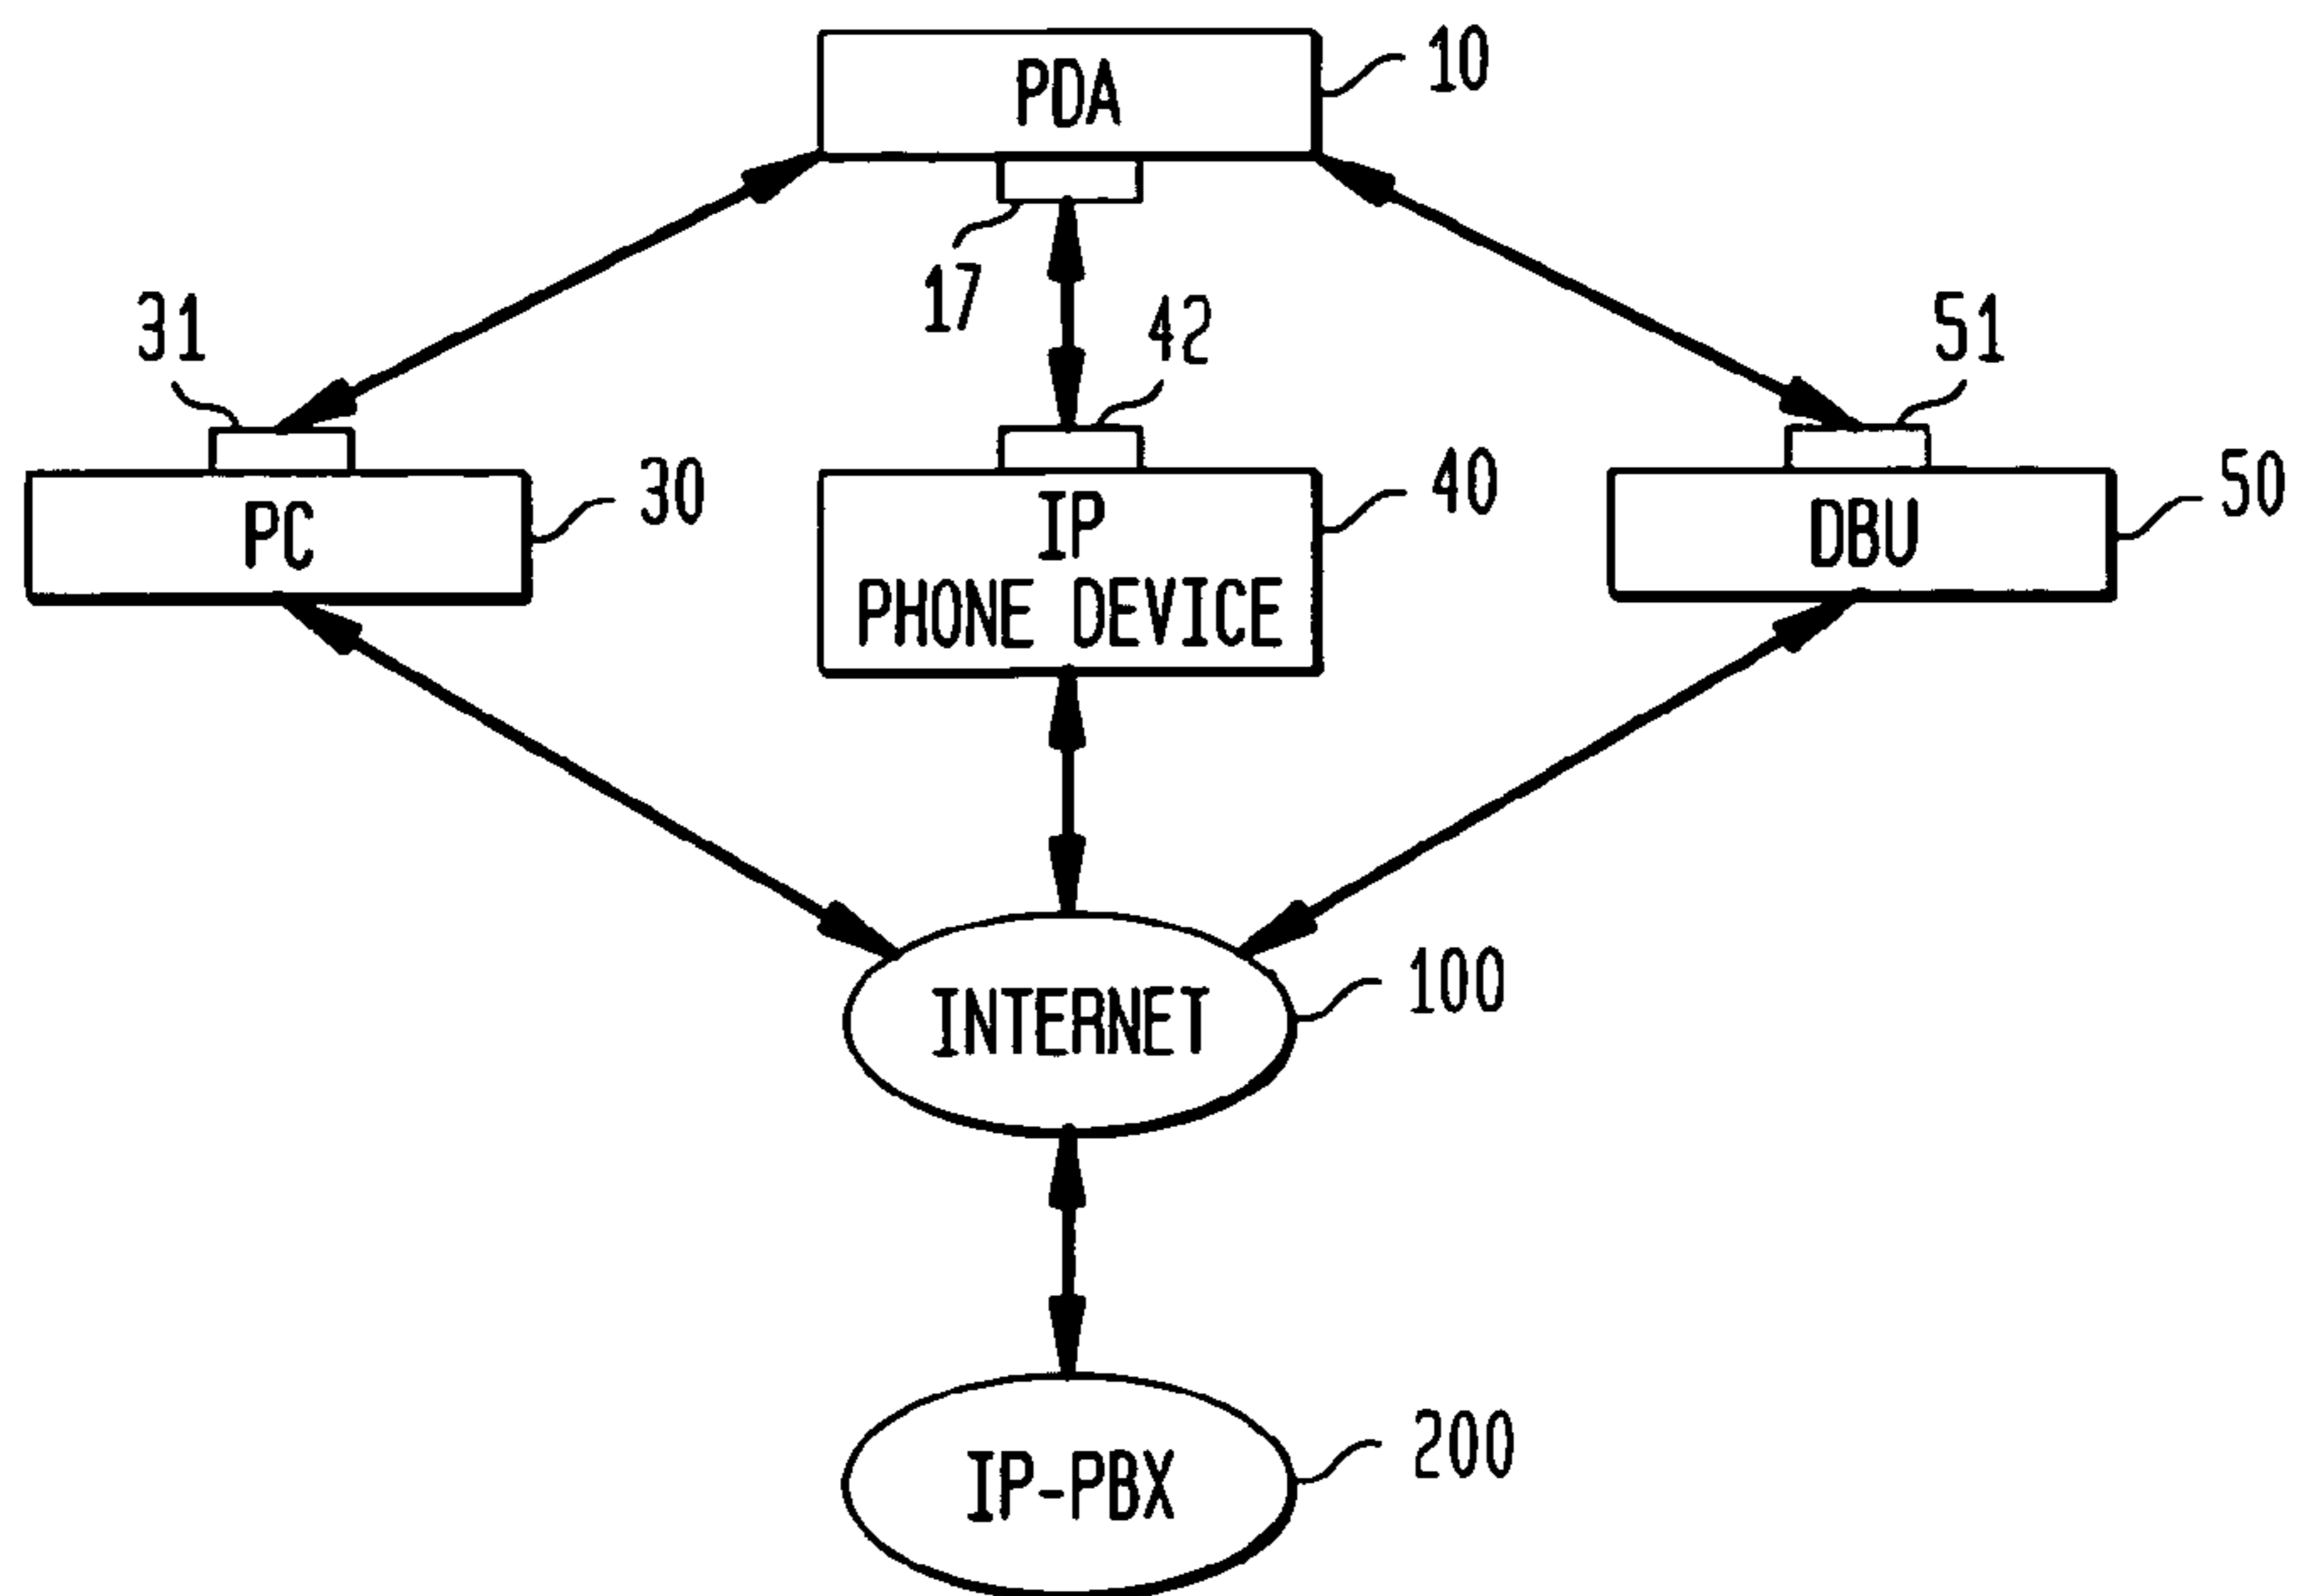 PDA
10
17
31
42
51
PC
30
IP
PHONE DEVICE
40
DBU
50
INTERNET
100
IP-PBX
200